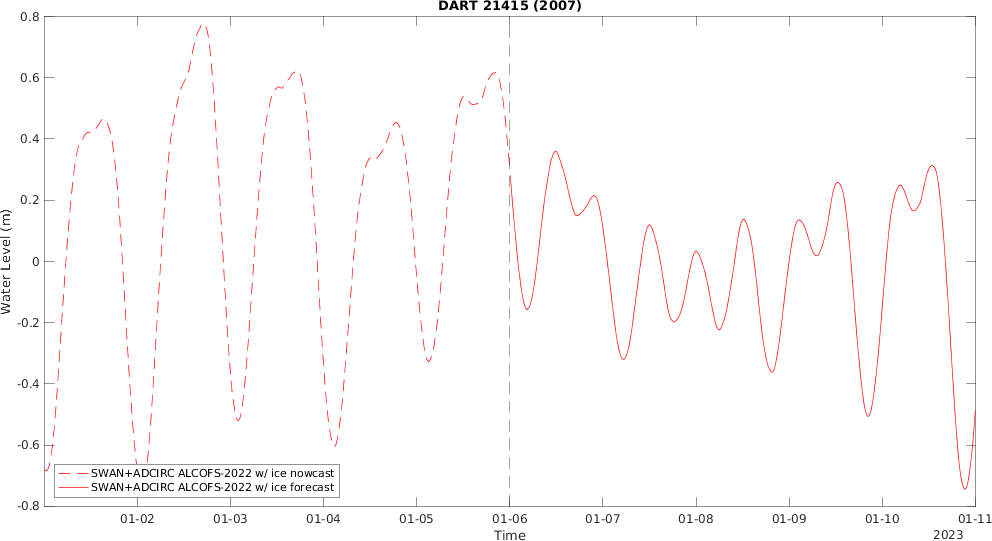 DART 21415 (2007)
0.8
0.6
0.4
0.2
0
-0.2
-0.4
-0.6
-0.8
Water Level (m)
SWAN+ADCIRC ALCOFS-2022 w/ ice nowcast
SWAN+ADCIRC ALCOFS-2022 w/ ice forecast
01-02 01-03 01-04 01-05 01-06 01-07 01-08 01-09 01-10 01-11
Time
2023